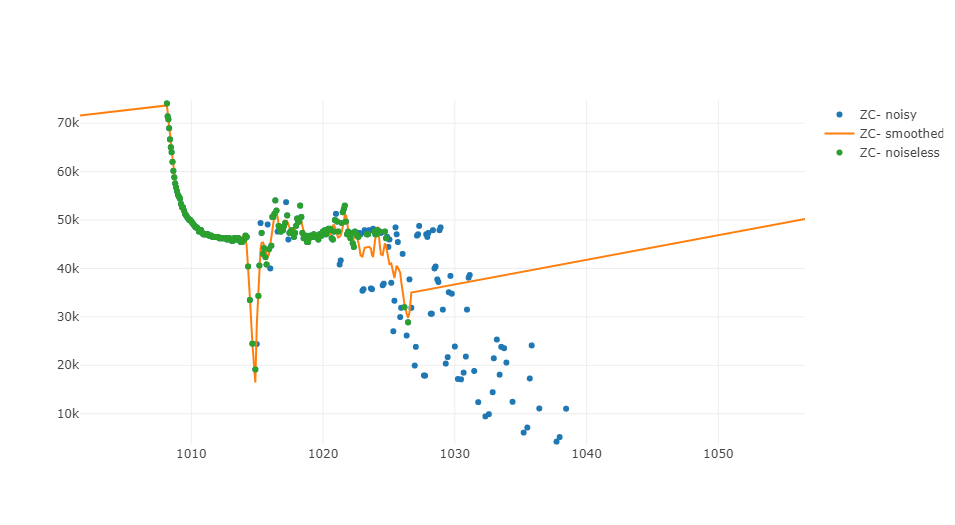 ZC- noisy
ZC- smoothed
ZC- noiseless
70k
60k
50k
40k
30k
20k
10k
1010 1020 1030 1040 1050